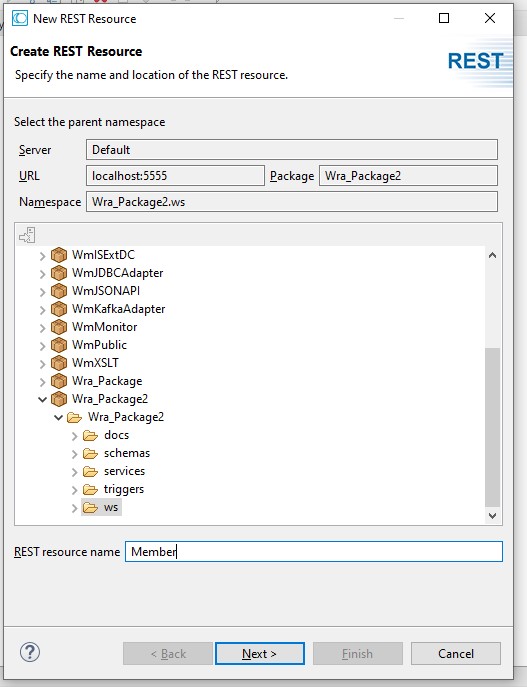 New REST Resource
Create REST Resource
Specify the name and location of the REST resource.
REST
Select the parent namespace
Server Default
URL localhost:5555 Package Wra_Package2
Namespace Wra_Package2.ws
WmISExtDC
WmJDBCAdapter
WmJSONAPI
WmKafkaAdapter
WmMonitor
WmPublic
WmXSLT
Wra_Package
Wra_Package2
Wra_Package2
docs
schemas
services
triggers
ws
REST resource name Member
? < Back Next > Finish Cancel